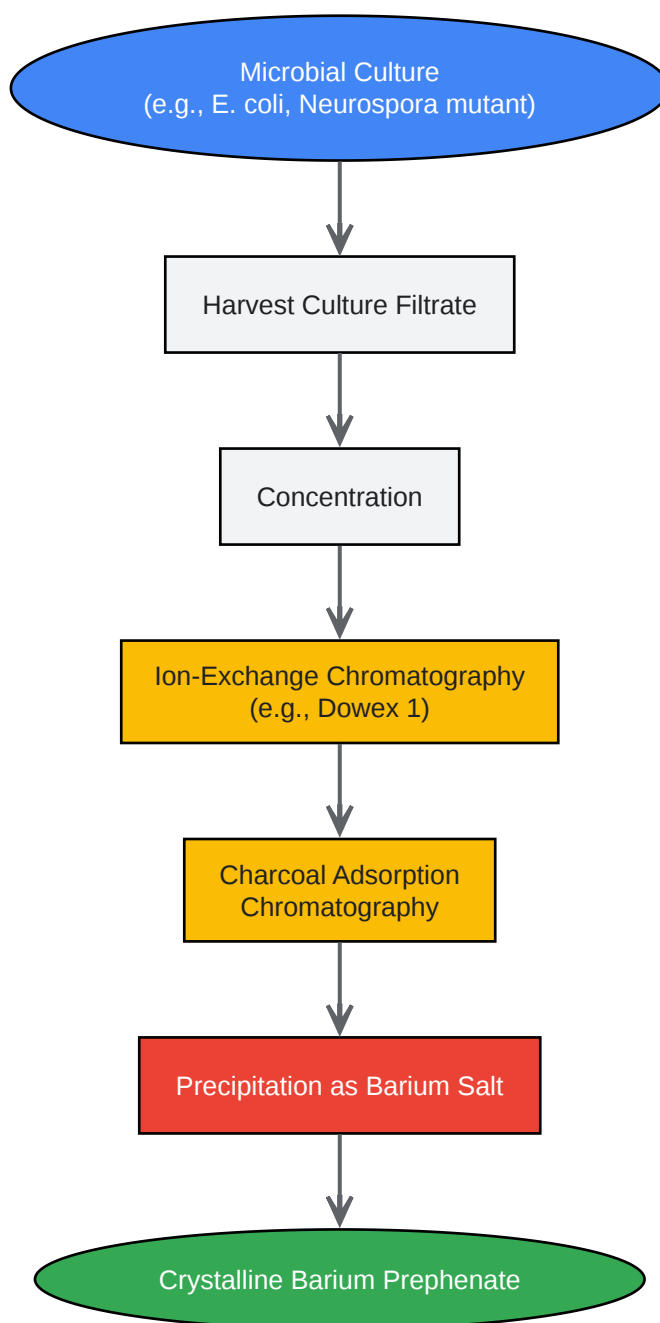 Microbial Culture
(e.g., E. coli, Neurospora mutant)
Harvest Culture Filtrate
Concentration
Ion-Exchange Chromatography
(e.g., Dowex 1)
Charcoal Adsorption
Chromatography
Precipitation as Barium Salt
Crystalline Barium Prephenate